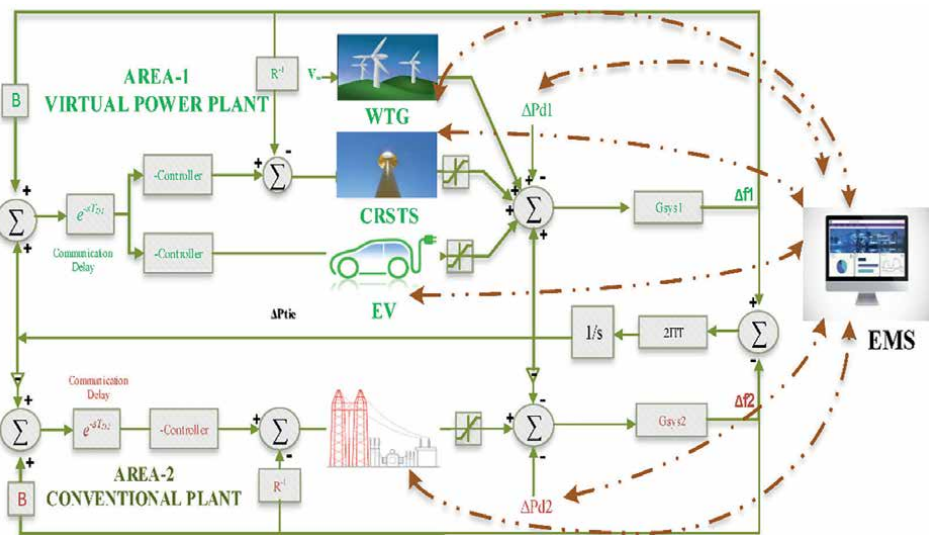 AREA-1
VIRTUAL POWER PLANT
B
R⁻¹
V
WTG
ΔPd1
-Controller
Σ
CRSTS
Σ
e
Communication
Delay
-Controller
EV
Σ
Gsys1
Δf1
EMS
ΔPtie
1/s
2ΠT
Σ
Communication
Delay
Σ
e
-Controller
Σ
Σ
Gsys2
Δf2
AREA-2
CONVENTIONAL PLANT
B
R⁻¹
ΔPd2